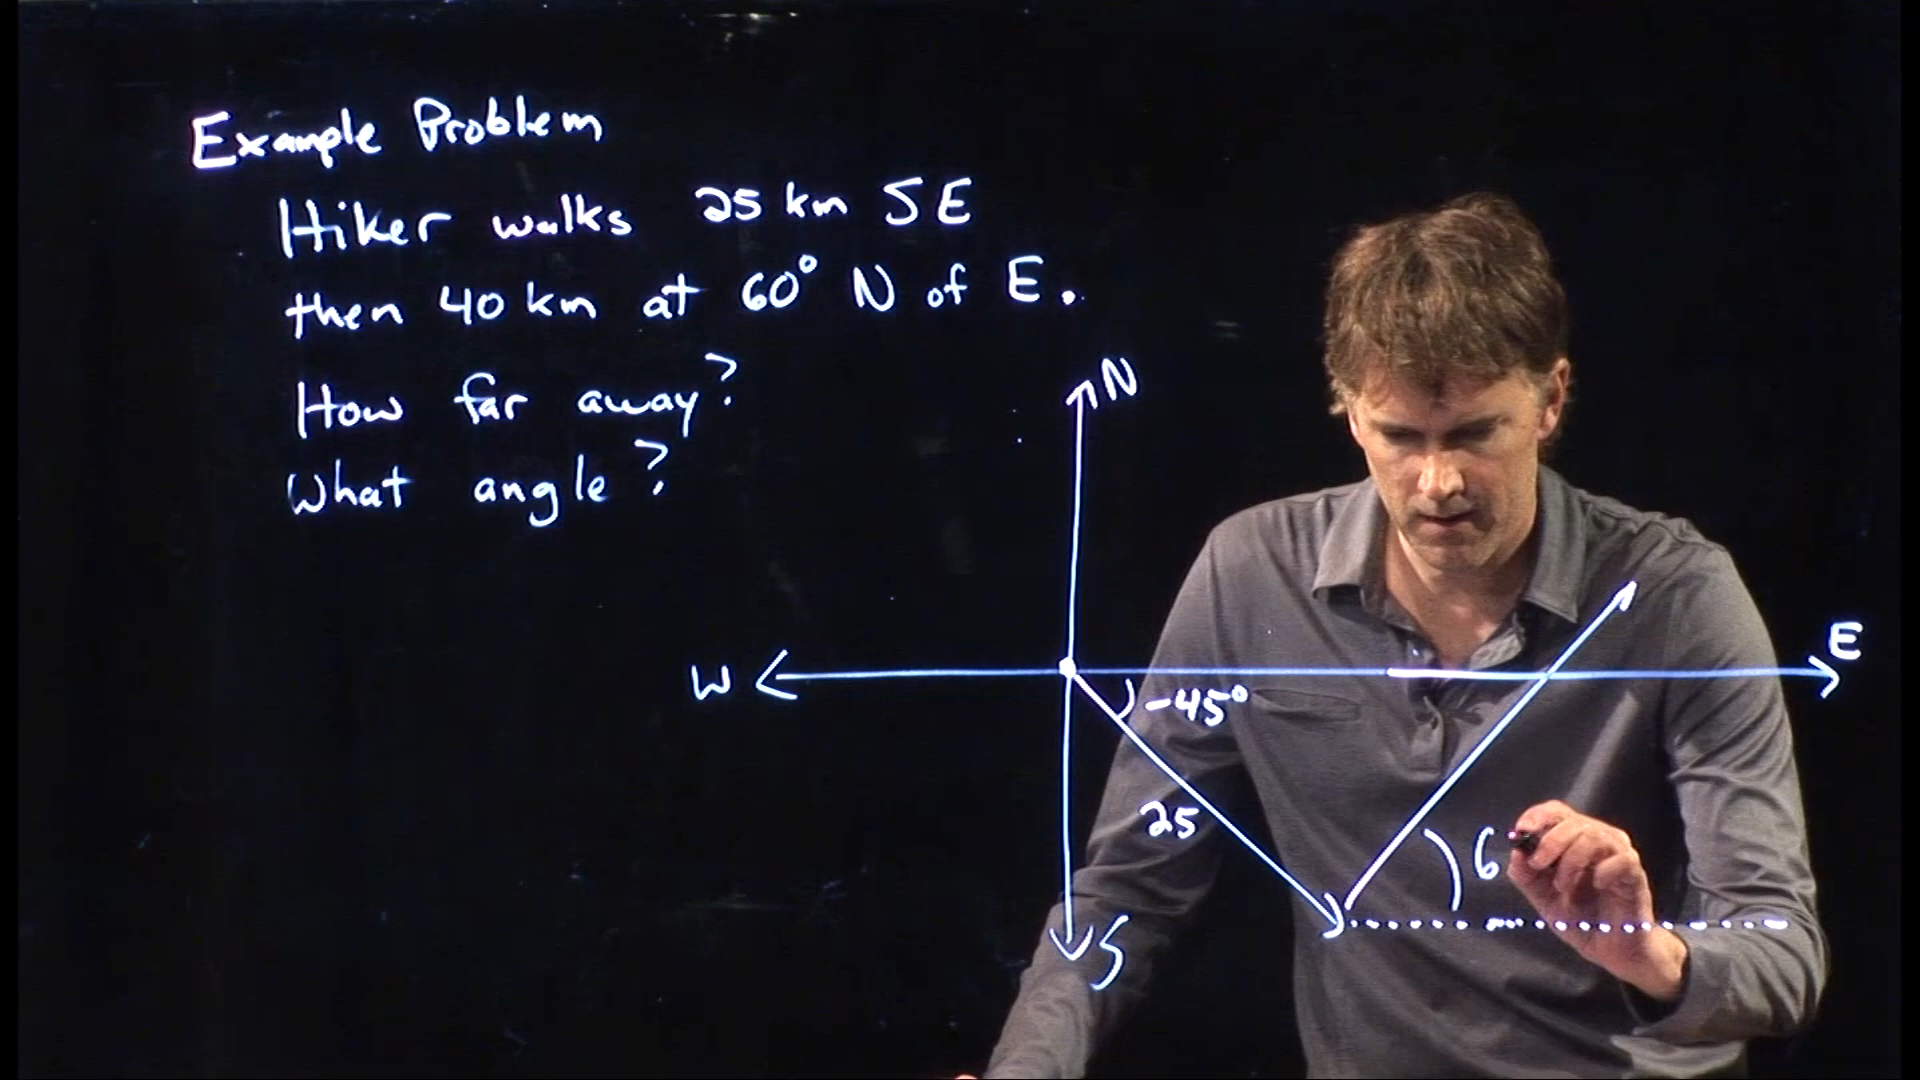 Example Problem
Hiker walks 25 km SE
then 40 km at 60° N of E.
How far away?
What angle?
N
E
W
-45°
25
6
S